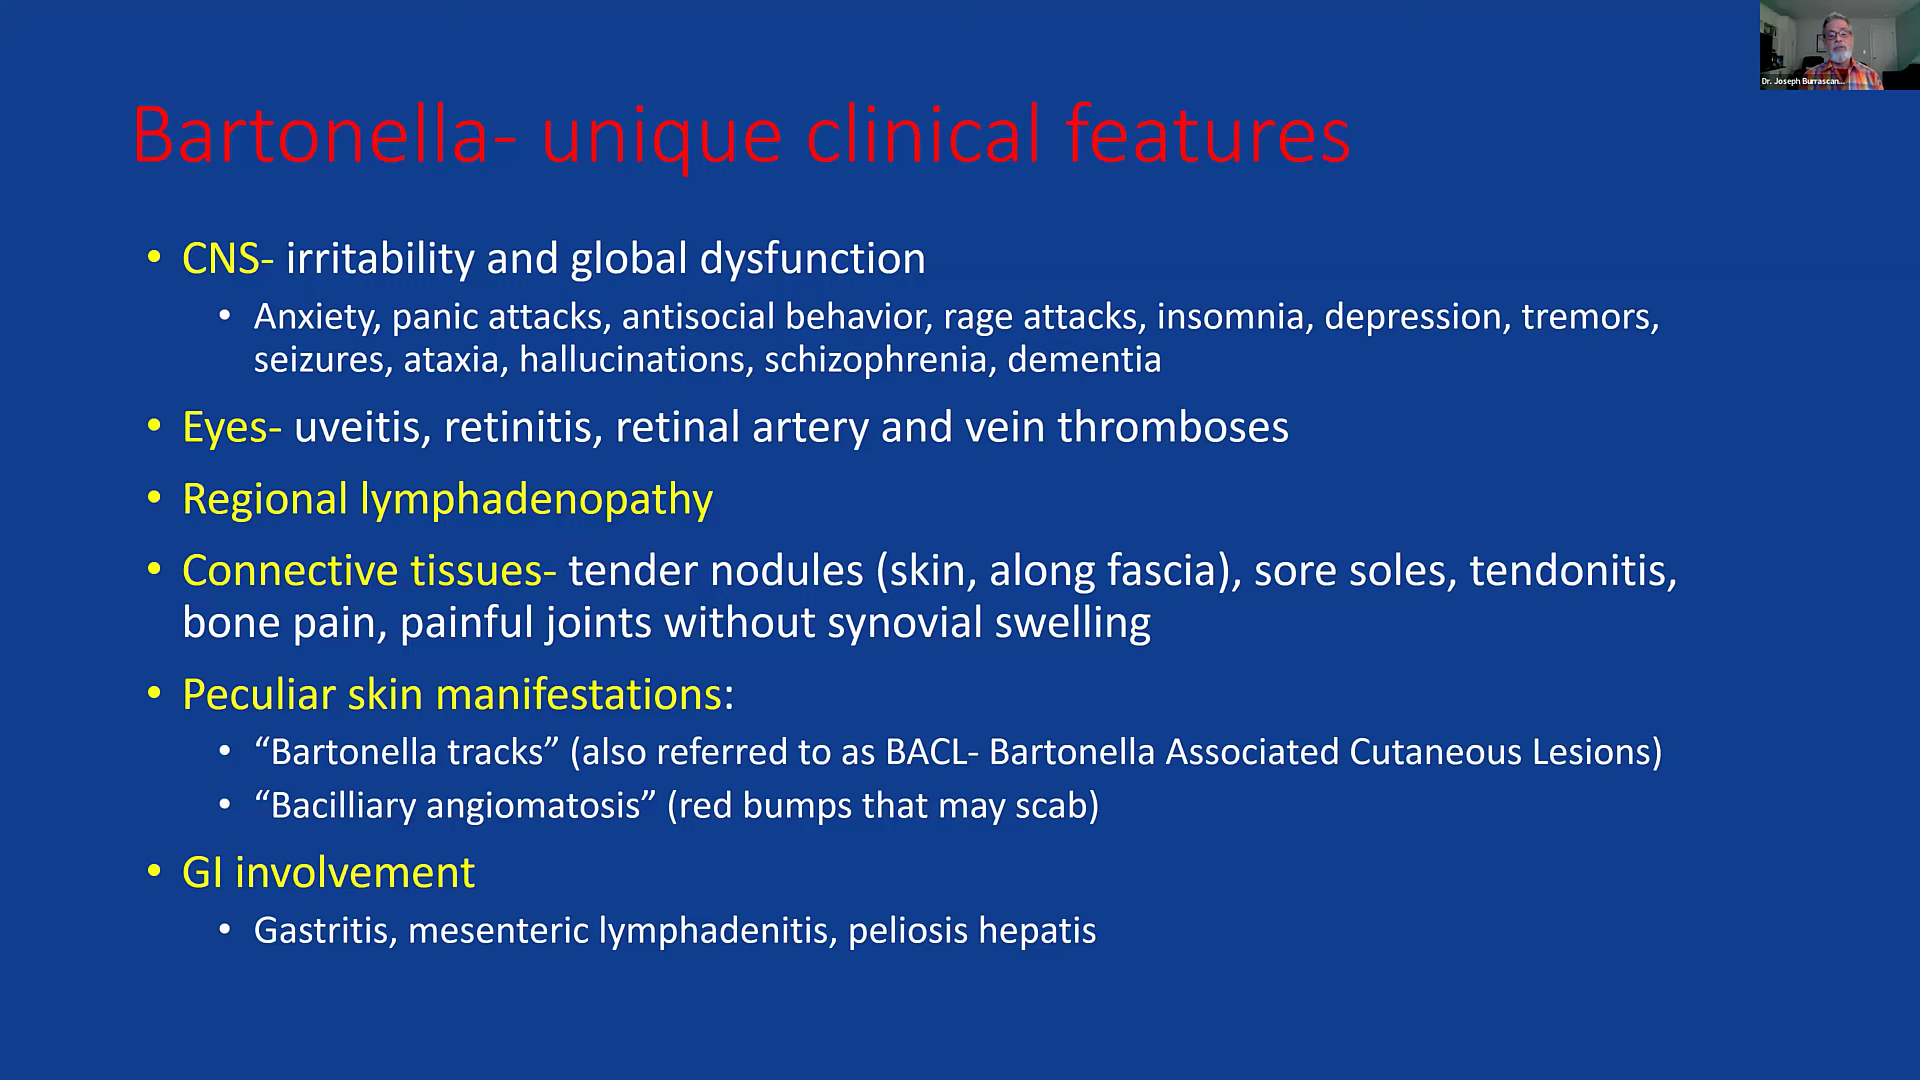 Dr. Joseph Burrascan...
Bartonella- unique clinical features
• CNS- irritability and global dysfunction
• Anxiety, panic attacks, antisocial behavior, rage attacks, insomnia, depression, tremors,
seizures, ataxia, hallucinations, schizophrenia, dementia
• Eyes- uveitis, retinitis, retinal artery and vein thromboses
• Regional lymphadenopathy
• Connective tissues- tender nodules (skin, along fascia), sore soles, tendonitis,
bone pain, painful joints without synovial swelling
• Peculiar skin manifestations:
• “Bartonella tracks” (also referred to as BACL- Bartonella Associated Cutaneous Lesions)
• “Bacilliary angiomatosis” (red bumps that may scab)
• GI involvement
• Gastritis, mesenteric lymphadenitis, peliosis hepatis